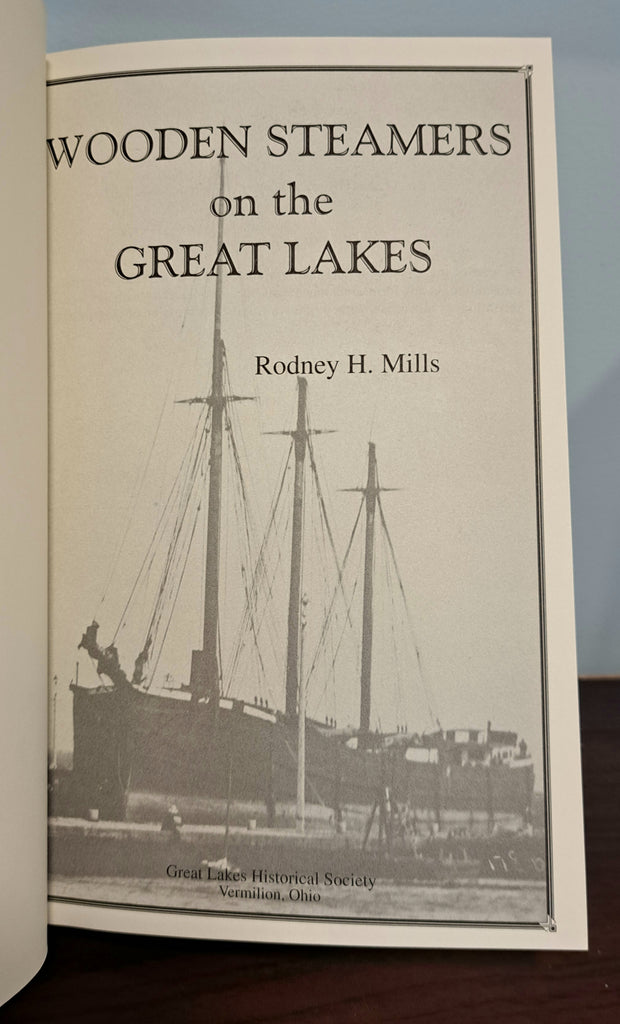 WOODEN STEAMERS
on the
GREAT LAKES
Rodney H. Mills
Great Lakes Historical Society
Vermilion, Ohio